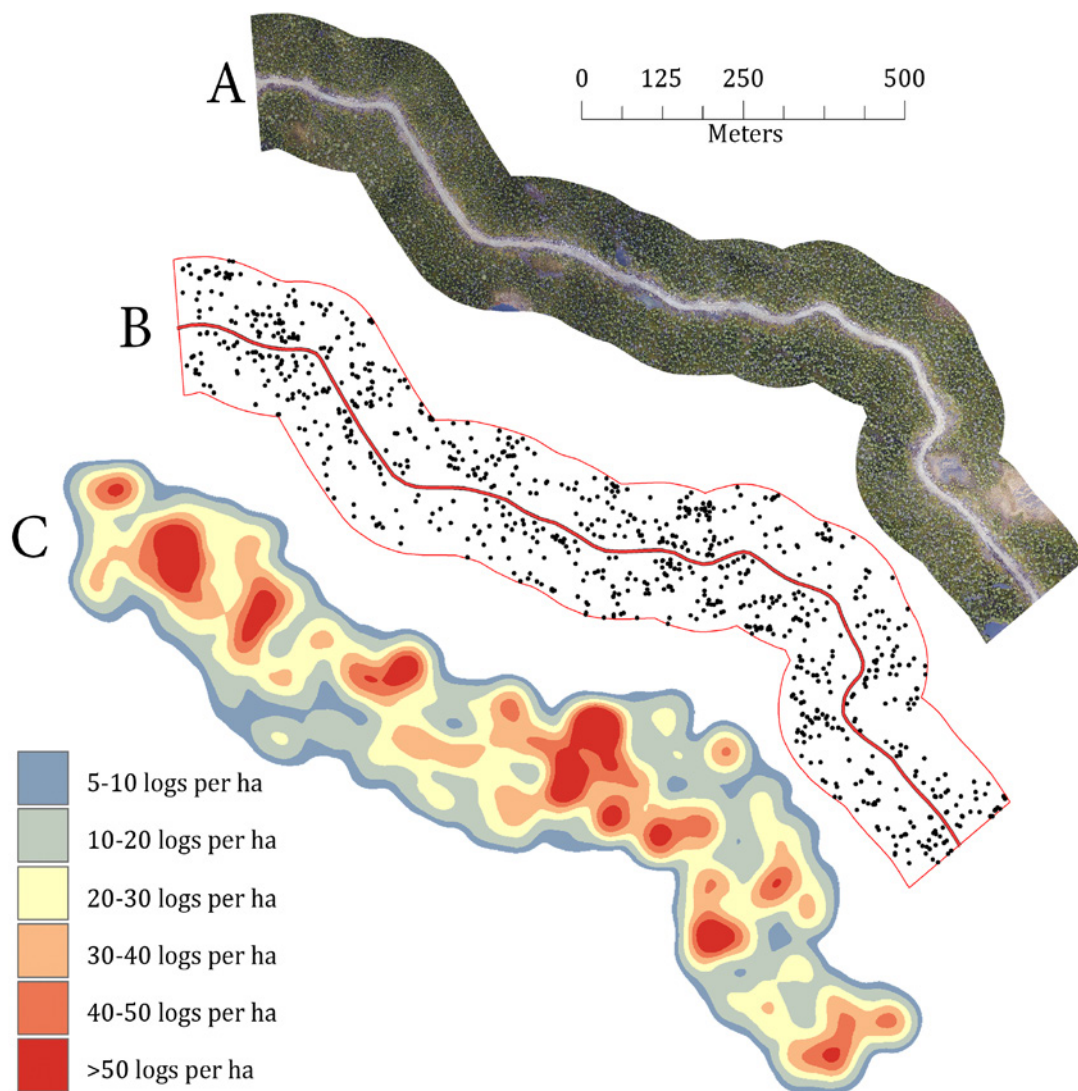 A
0 125 250 500
Meters
B
C
5-10 logs per ha
10-20 logs per ha
20-30 logs per ha
30-40 logs per ha
40-50 logs per ha
>50 logs per ha